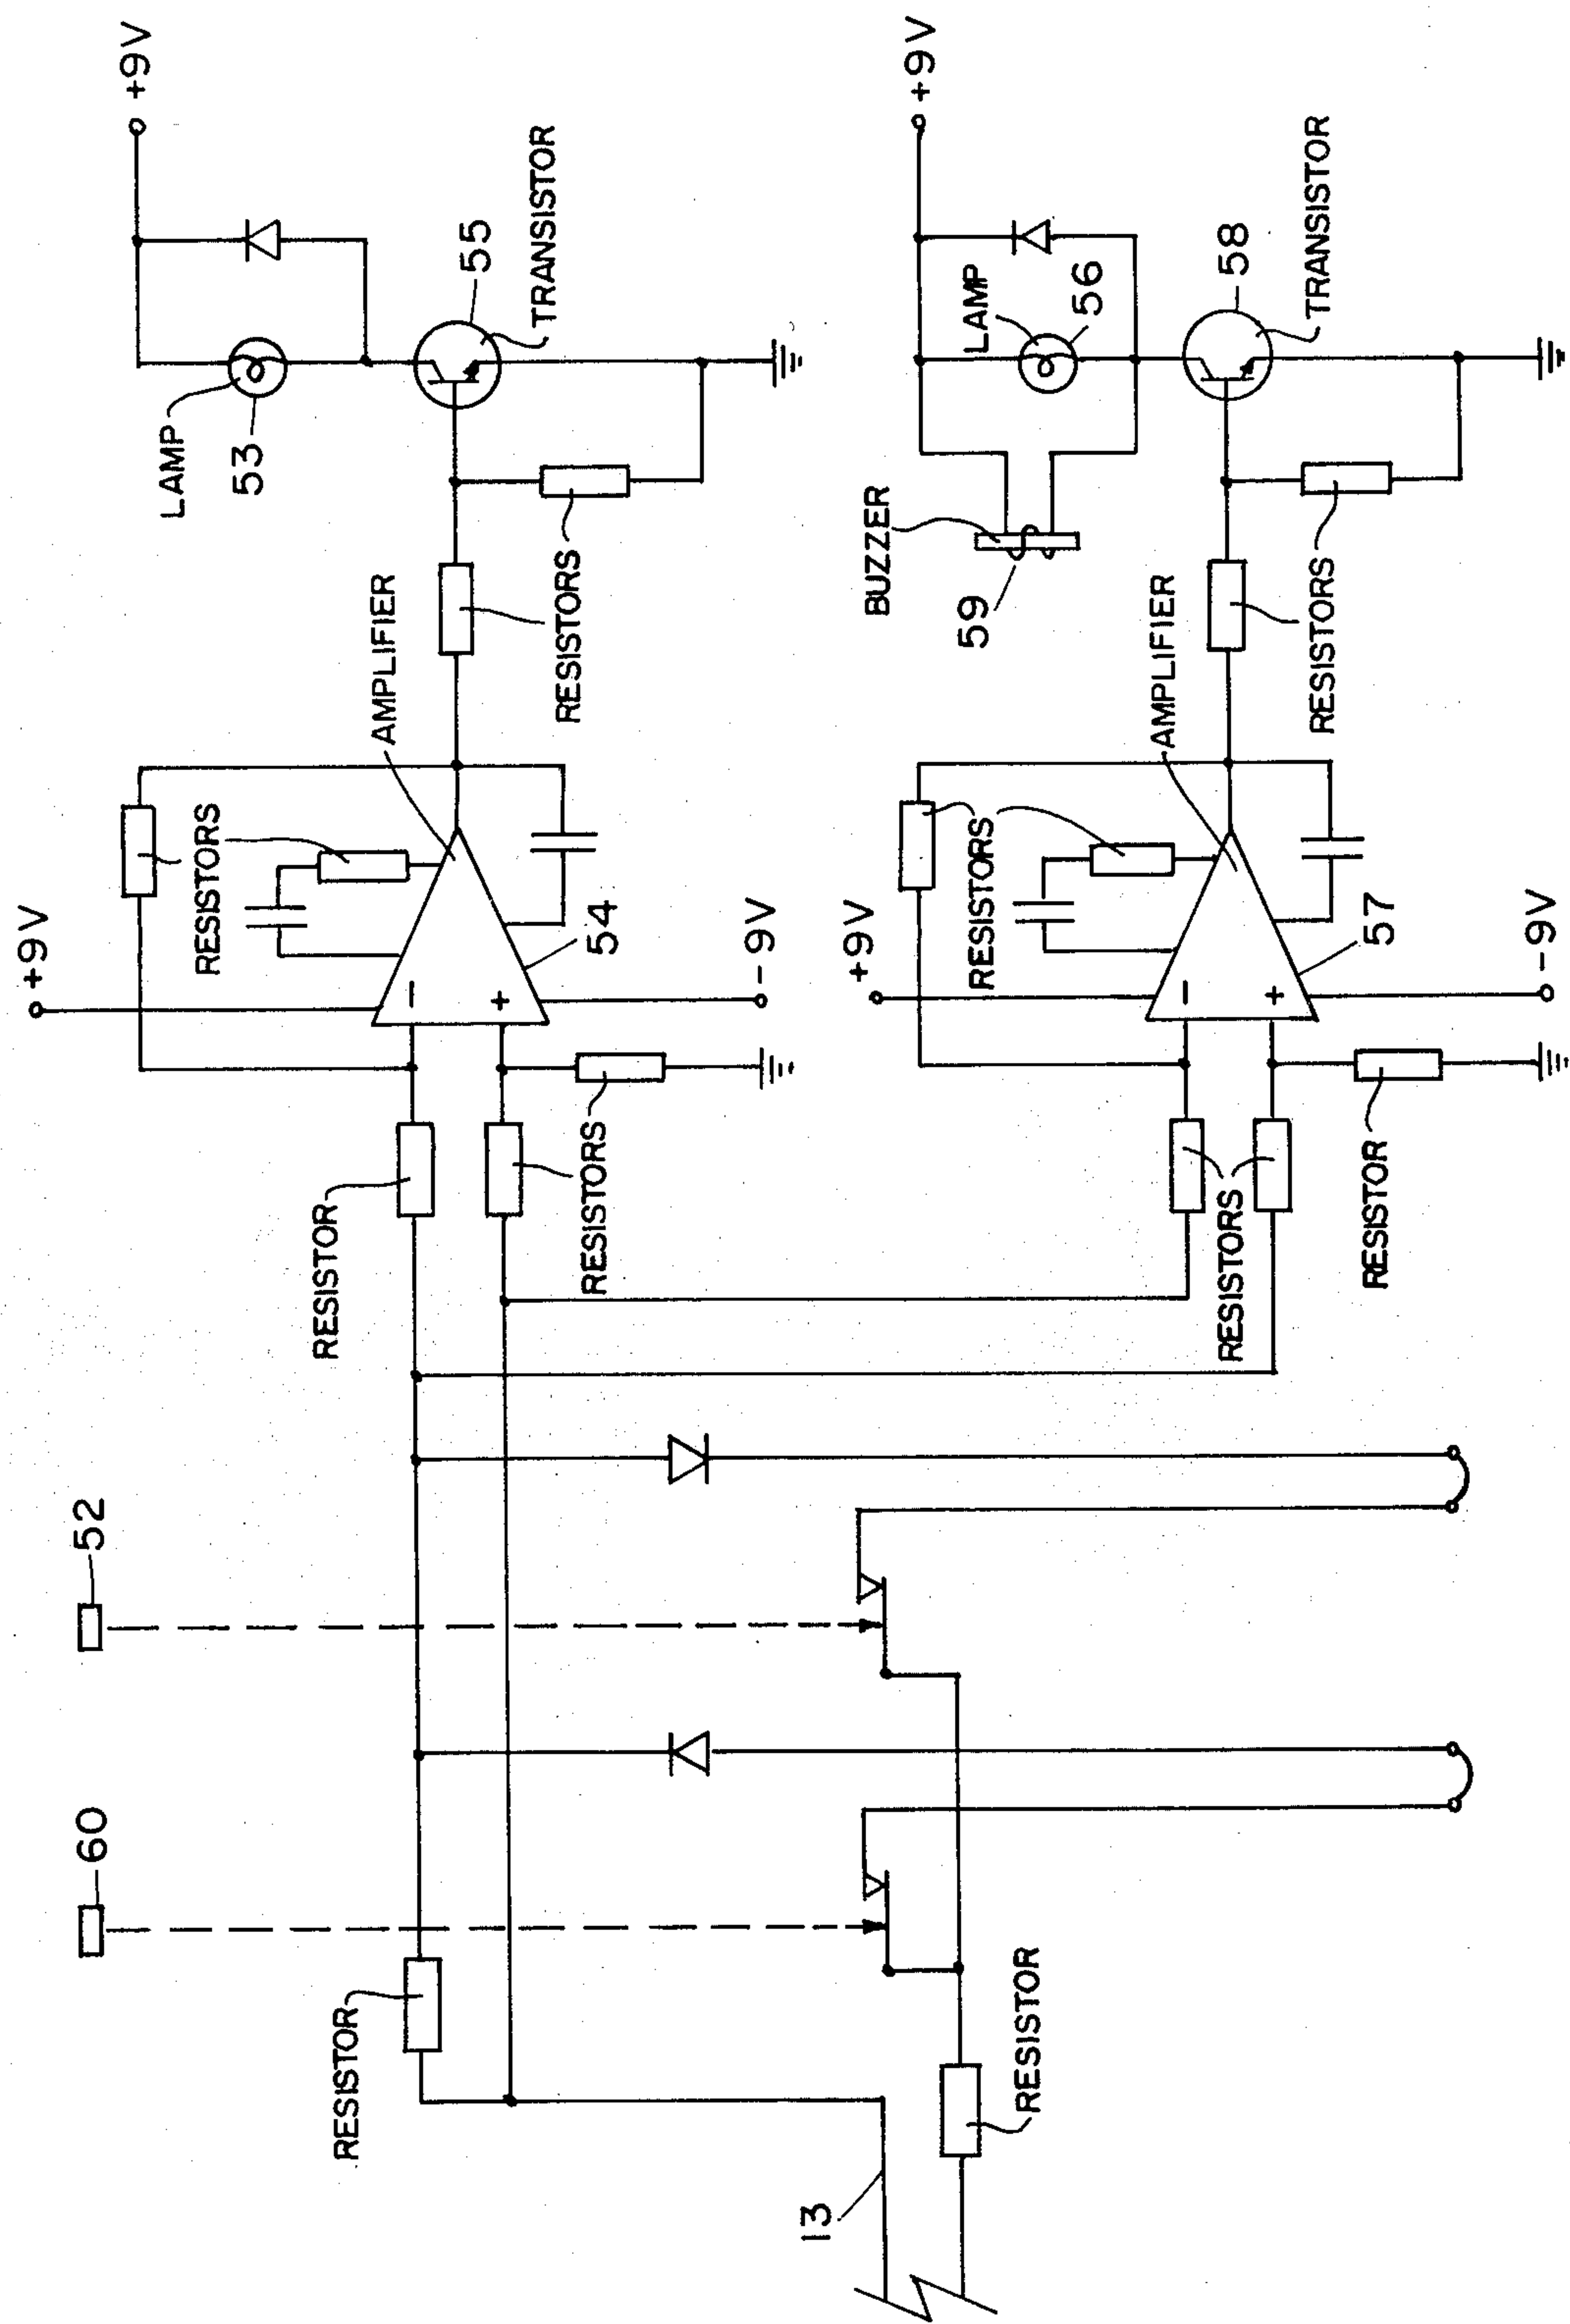 +9V
LAMP
53
55
TRANSISTOR
RESISTORS
AMPLIFIER
RESISTORS
+9V
54
-9V
RESISTOR
RESISTORS
52
60
RESISTOR
13
RESISTOR
+9V
LAMP
56
BUZZER
59
58
TRANSISTOR
RESISTORS
AMPLIFIER
RESISTORS
+9V
57
-9V
RESISTORS
RESISTOR
-
+
-
+